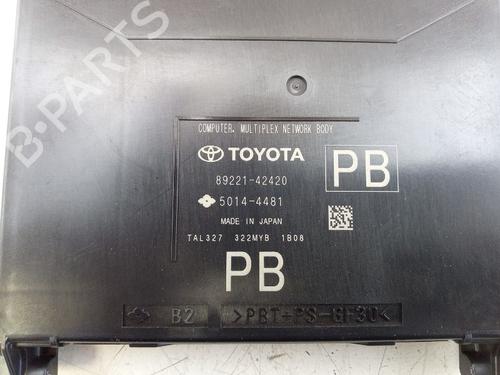 COMPUTER, MULTIPLEX NETWORK BODY
TOYOTA
PB
89221-42420
5014-4481
MADE IN JAPAN
TAL327 322MYB 1B08
PB
B2 >PBT+PS-GF30<
B-Parts